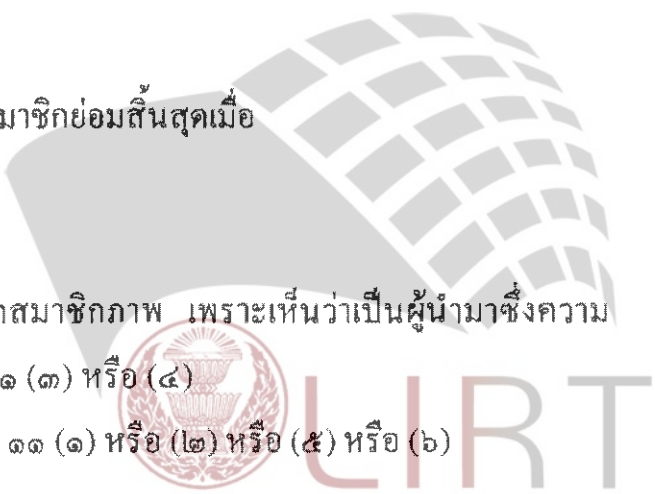 มาชิกย่อมสิ้นสุดเมื่อ
สมาชิกภาพ เพราะเห็นว่าเป็นผู้นำมาซึ่งความ
๑ (๓) หรือ (๔)
๑๑ (๑) หรือ (๒) หรือ (๕) หรือ (๖)
LIRT